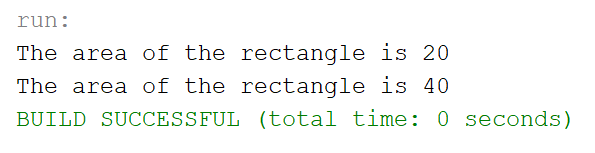 run:
The area of the rectangle is 20
The area of the rectangle is 40
BUILD SUCCESSFUL (total time: 0 seconds)